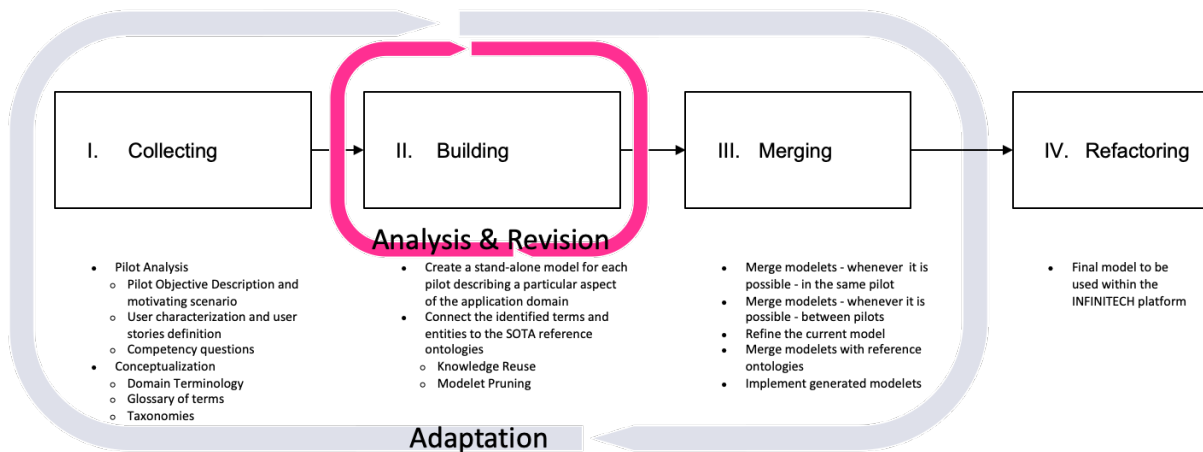 I. Collecting
II. Building
III. Merging
IV. Refactoring
Analysis & Revision
• Pilot Analysis
o Pilot Objective Description and
motivating scenario
o User characterization and user
stories definition
o Competency questions
• Conceptualization
o Domain Terminology
o Glossary of terms
o Taxonomies
• Create a stand-alone model for each
pilot describing a particular aspect
of the application domain
• Connect the identified terms and
entities to the SOTA reference
ontologies
o Knowledge Reuse
o Modelet Pruning
• Merge modelets - whenever it is
possible - in the same pilot
• Merge modelets - whenever it is
possible - between pilots
• Refine the current model
• Merge modelets with reference
ontologies
• Implement generated modelets
• Final model to be
used within the
INFINITECH platform
Adaptation